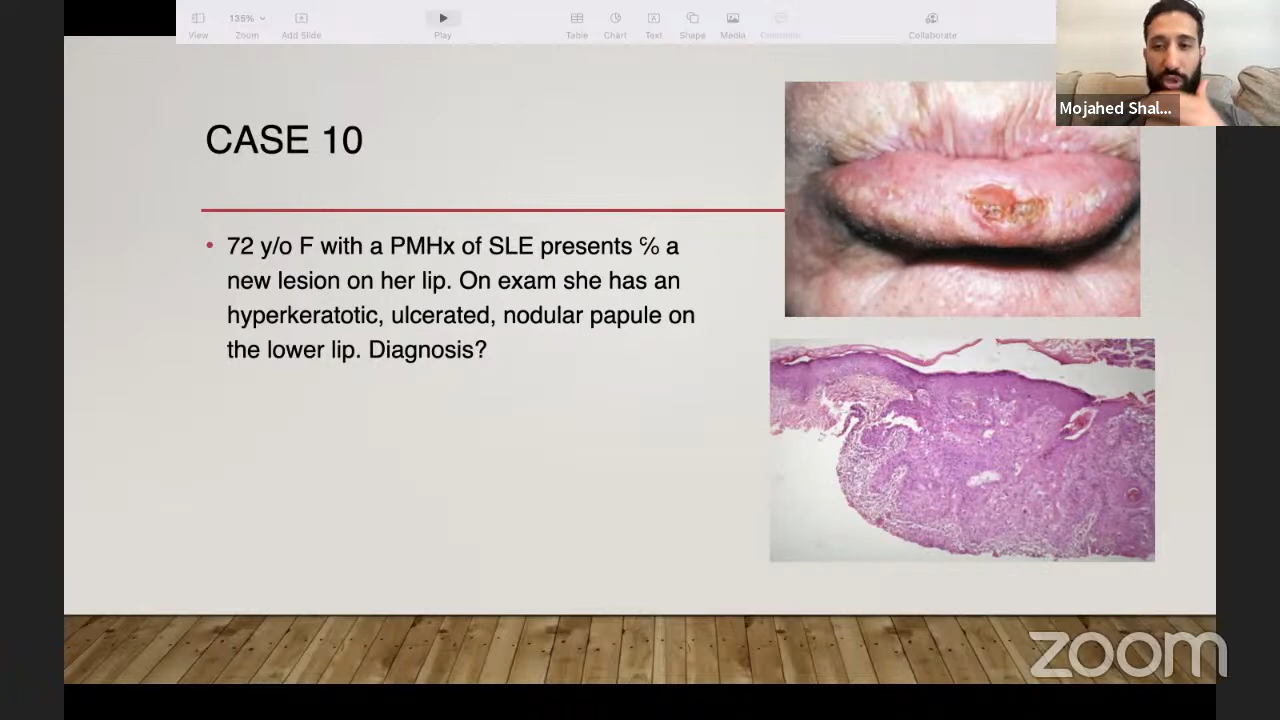 135%
View
Zoom
Add Slide
Play
Table
Chart
Text
Shape
Media
Comment
Collaborate
Mojahed Shal...
CASE 10
• 72 y/o F with a PMHx of SLE presents ℅ a
new lesion on her lip. On exam she has an
hyperkeratotic, ulcerated, nodular papule on
the lower lip. Diagnosis?
zoom